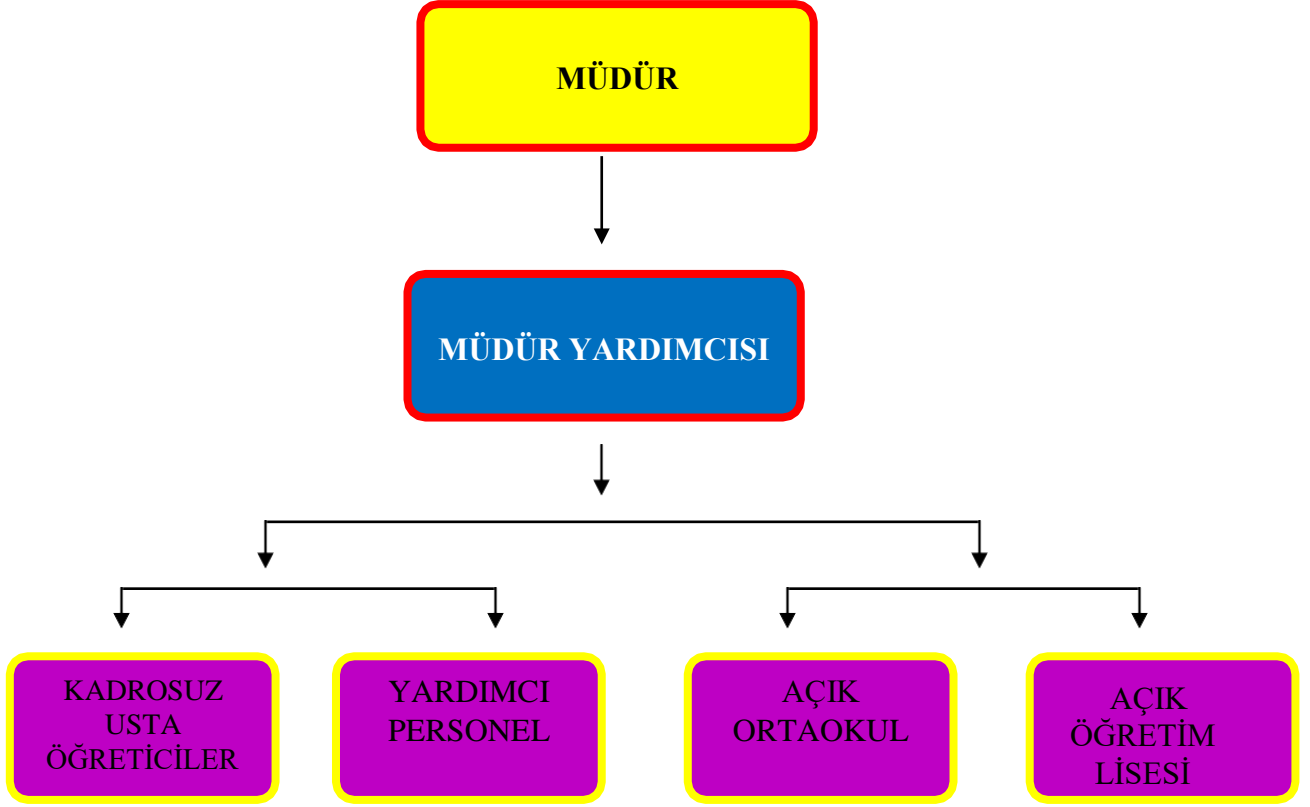 MÜDÜR
MÜDÜR YARDIMCISI
KADROSUZ
USTA
ÖĞRETİCİLER
YARDIMCI
PERSONEL
AÇIK
ORTAOKUL
AÇIK
ÖĞRETİM
LİSESİ